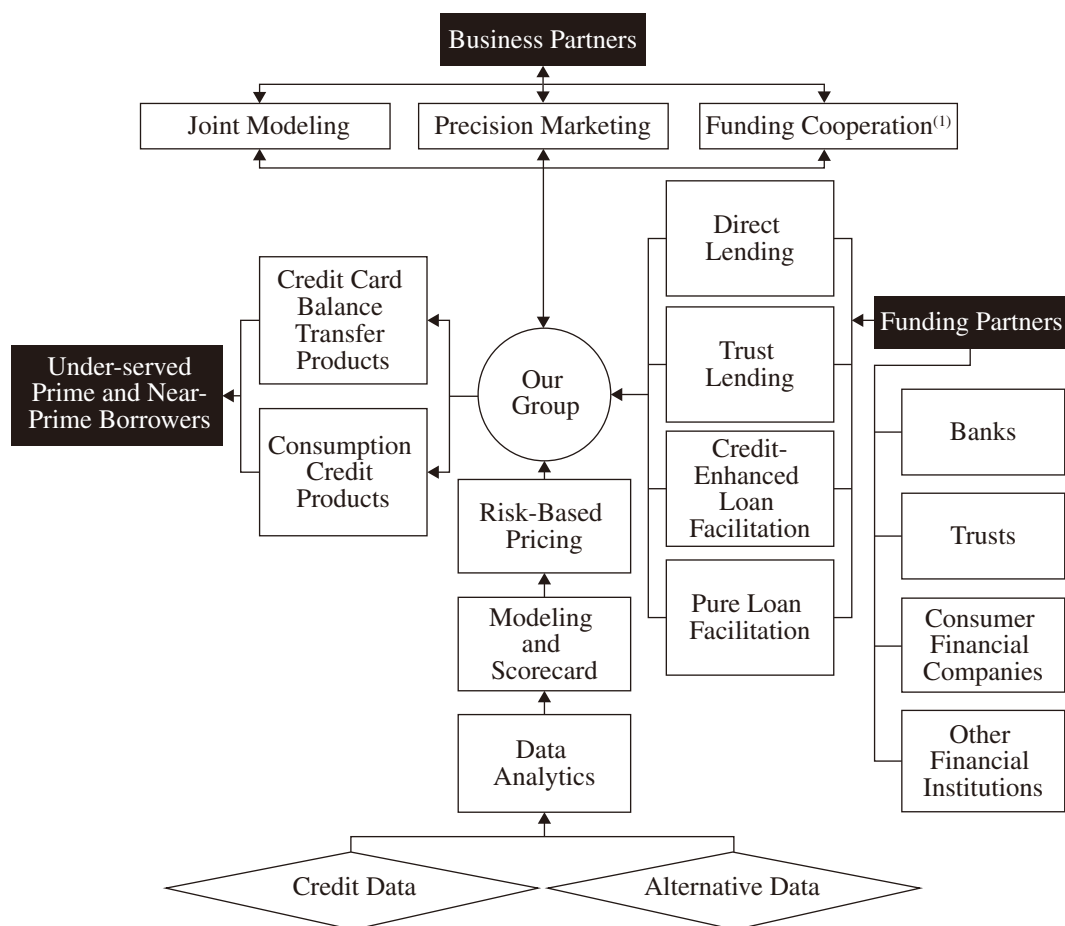 Business Partners
Joint Modeling
Precision Marketing
Funding Cooperation(1)
Direct
Lending
Credit Card
Balance
Transfer
Products
Funding Partners
Trust
Lending
Under-served
Prime and Near-
Prime Borrowers
Our
Group
Banks
Consumption
Credit
Products
Credit-
Enhanced
Loan
Facilitation
Risk-Based
Pricing
Trusts
Pure Loan
Facilitation
Modeling
and
Scorecard
Consumer
Financial
Companies
Data
Analytics
Other
Financial
Institutions
Credit Data
Alternative Data